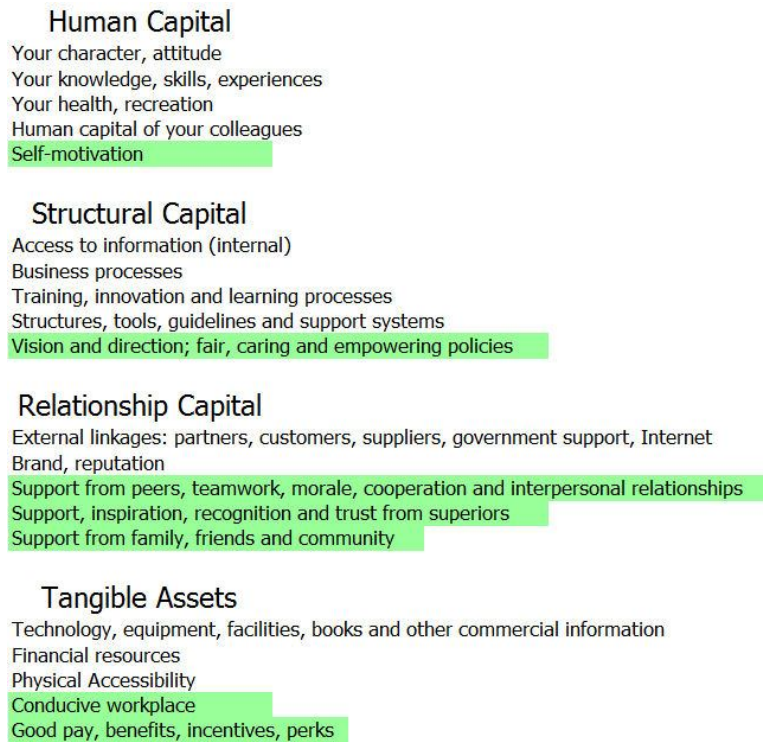 Human Capital
Your character, attitude
Your knowledge, skills, experiences
Your health, recreation
Human capital of your colleagues
Self-motivation
Structural Capital
Access to information (internal)
Business processes
Training, innovation and learning processes
Structures, tools, guidelines and support systems
Vision and direction; fair, caring and empowering policies
Relationship Capital
External linkages: partners, customers, suppliers, government support, Internet
Brand, reputation
Support from peers, teamwork, morale, cooperation and interpersonal relationships
Support, inspiration, recognition and trust from superiors
Support from family, friends and community
Tangible Assets
Technology, equipment, facilities, books and other commercial information
Financial resources
Physical Accessibility
Conducive workplace
Good pay, benefits, incentives, perks